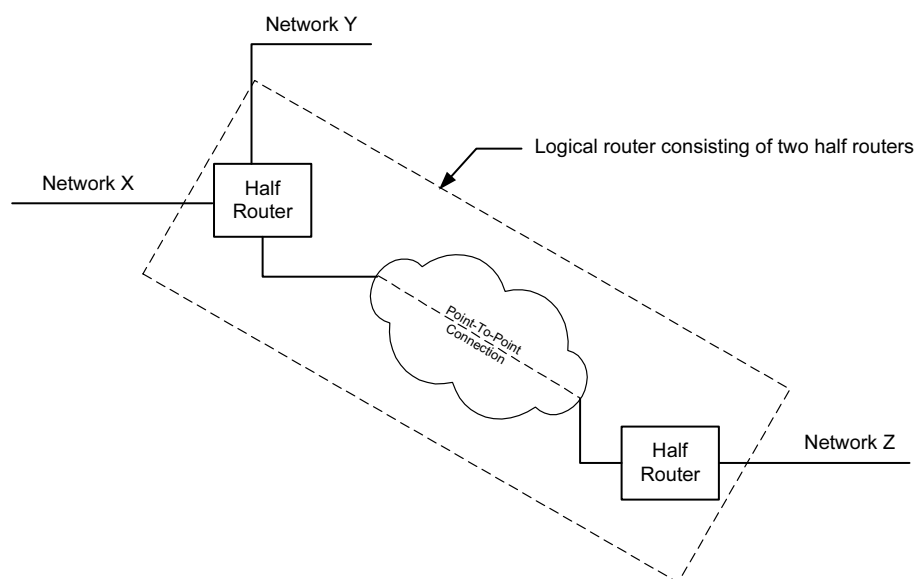 Network Y
Logical router consisting of two half routers
Network X
Half
Router
Point-To-Point
Connection
Half
Router
Network Z